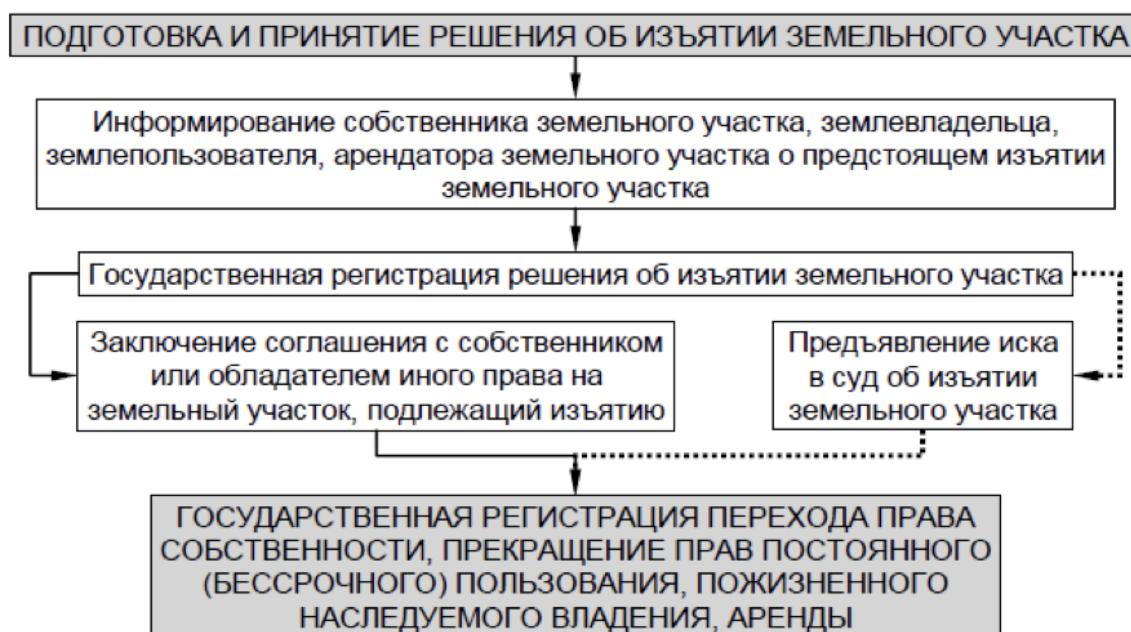 ПОДГОТОВКА И ПРИНЯТИЕ РЕШЕНИЯ ОБ ИЗЪЯТИИ ЗЕМЕЛЬНОГО УЧАСТКА
Информирование собственника земельного участка, землевладельца,
землепользователя, арендатора земельного участка о предстоящем изъятии
земельного участка
Государственная регистрация решения об изъятии земельного участка
Заключение соглашения с собственником
или обладателем иного права на
земельный участок, подлежащий изъятию
Предъявление иска
в суд об изъятии
земельного участка
ГОСУДАРСТВЕННАЯ РЕГИСТРАЦИЯ ПЕРЕХОДА ПРАВА
СОБСТВЕННОСТИ, ПРЕКРАЩЕНИЕ ПРАВ ПОСТОЯННОГО
(БЕССРОЧНОГО) ПОЛЬЗОВАНИЯ, ПОЖИЗНЕННОГО
НАСЛЕДУЕМОГО ВЛАДЕНИЯ, АРЕНДЫ